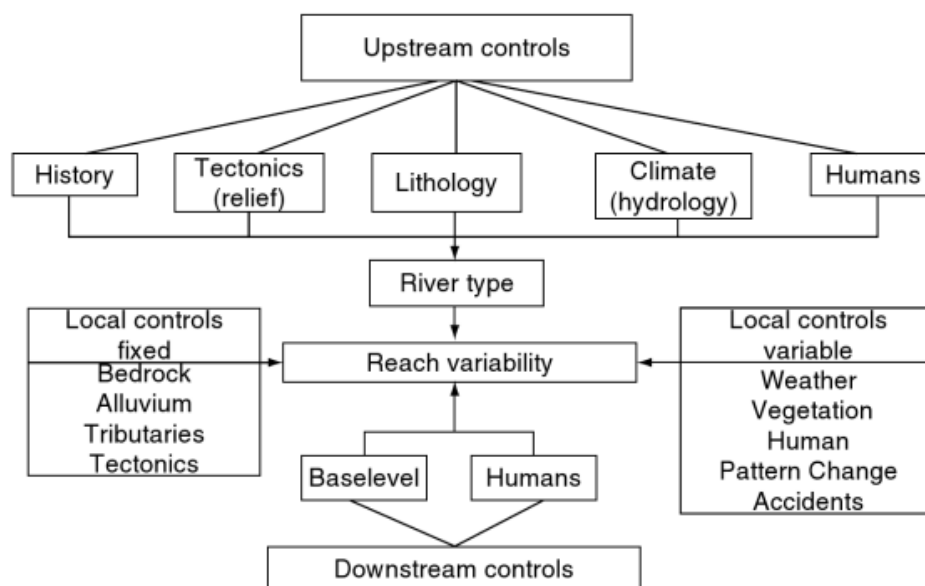 Upstream controls
History
Tectonics
(relief)
Lithology
Climate
(hydrology)
Humans
River type
Local controls
fixed
Bedrock
Alluvium
Tributaries
Tectonics
Reach variability
Local controls
variable
Weather
Vegetation
Human
Pattern Change
Accidents
Baselevel
Humans
Downstream controls